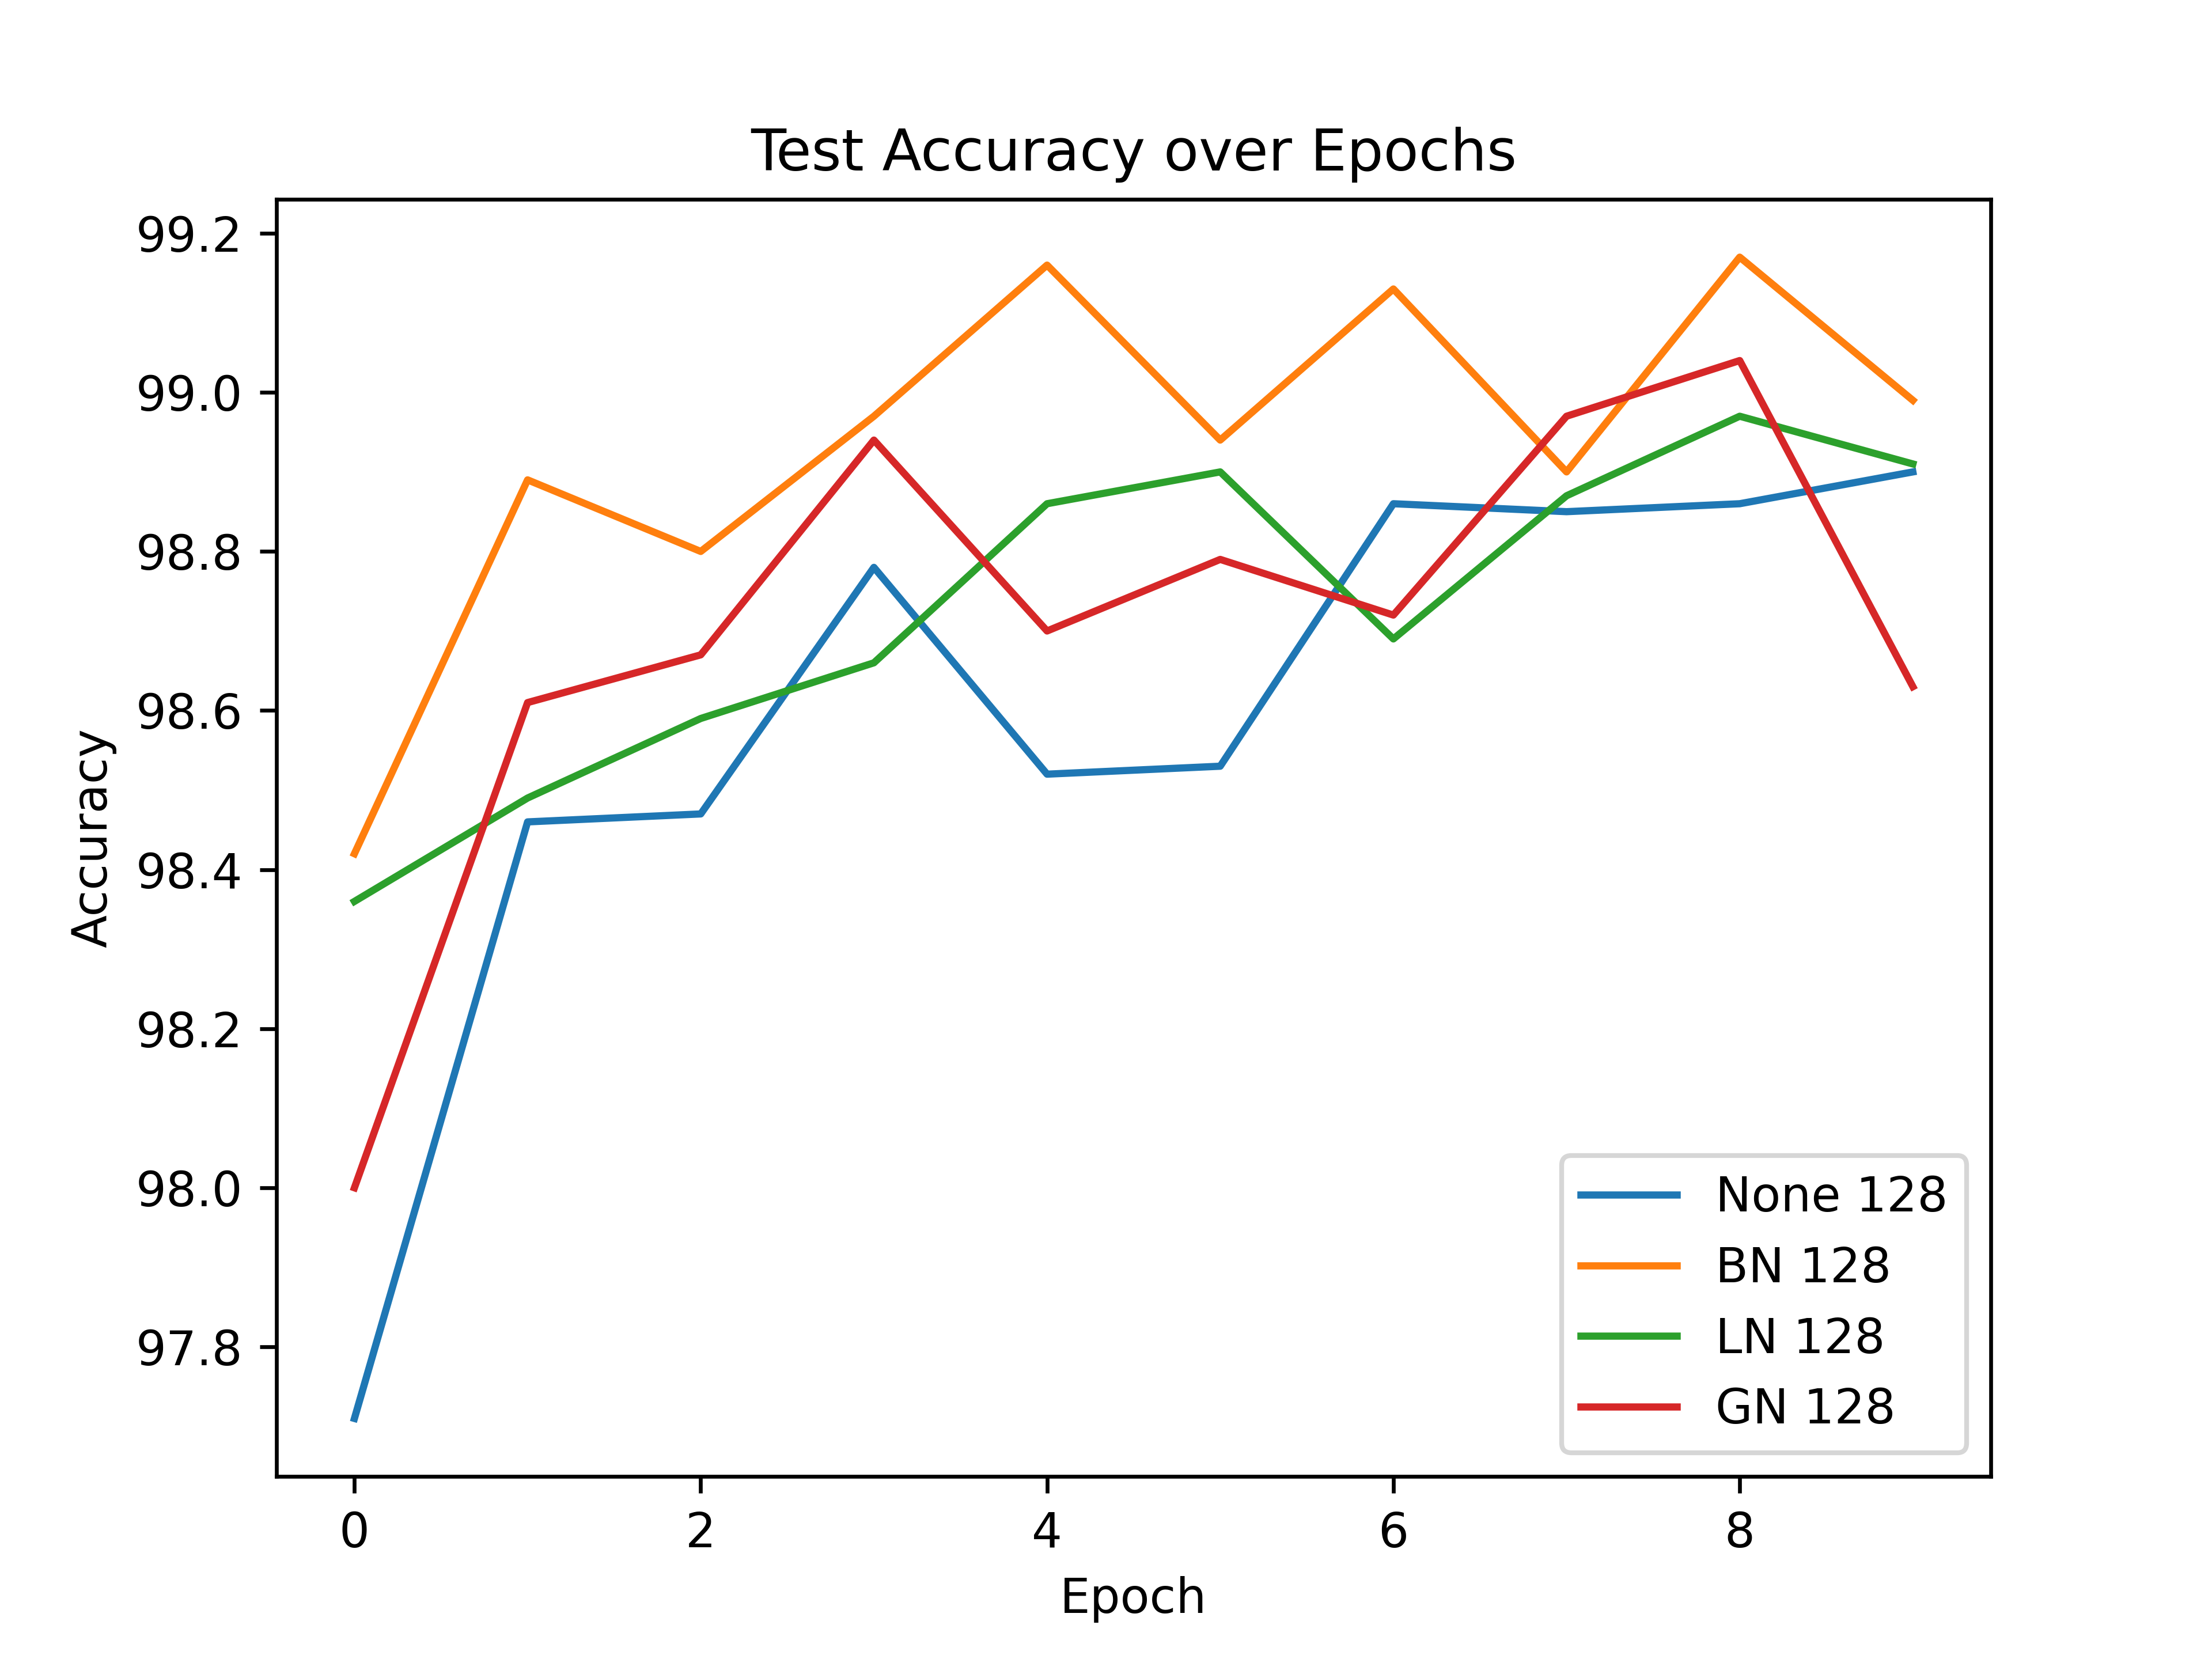 Test Accuracy over Epochs
99.2
99.0
98.8
98.6
98.4
98.2
98.0
97.8
Accuracy
0 2 4 6 8
Epoch
None 128
BN 128
LN 128
GN 128